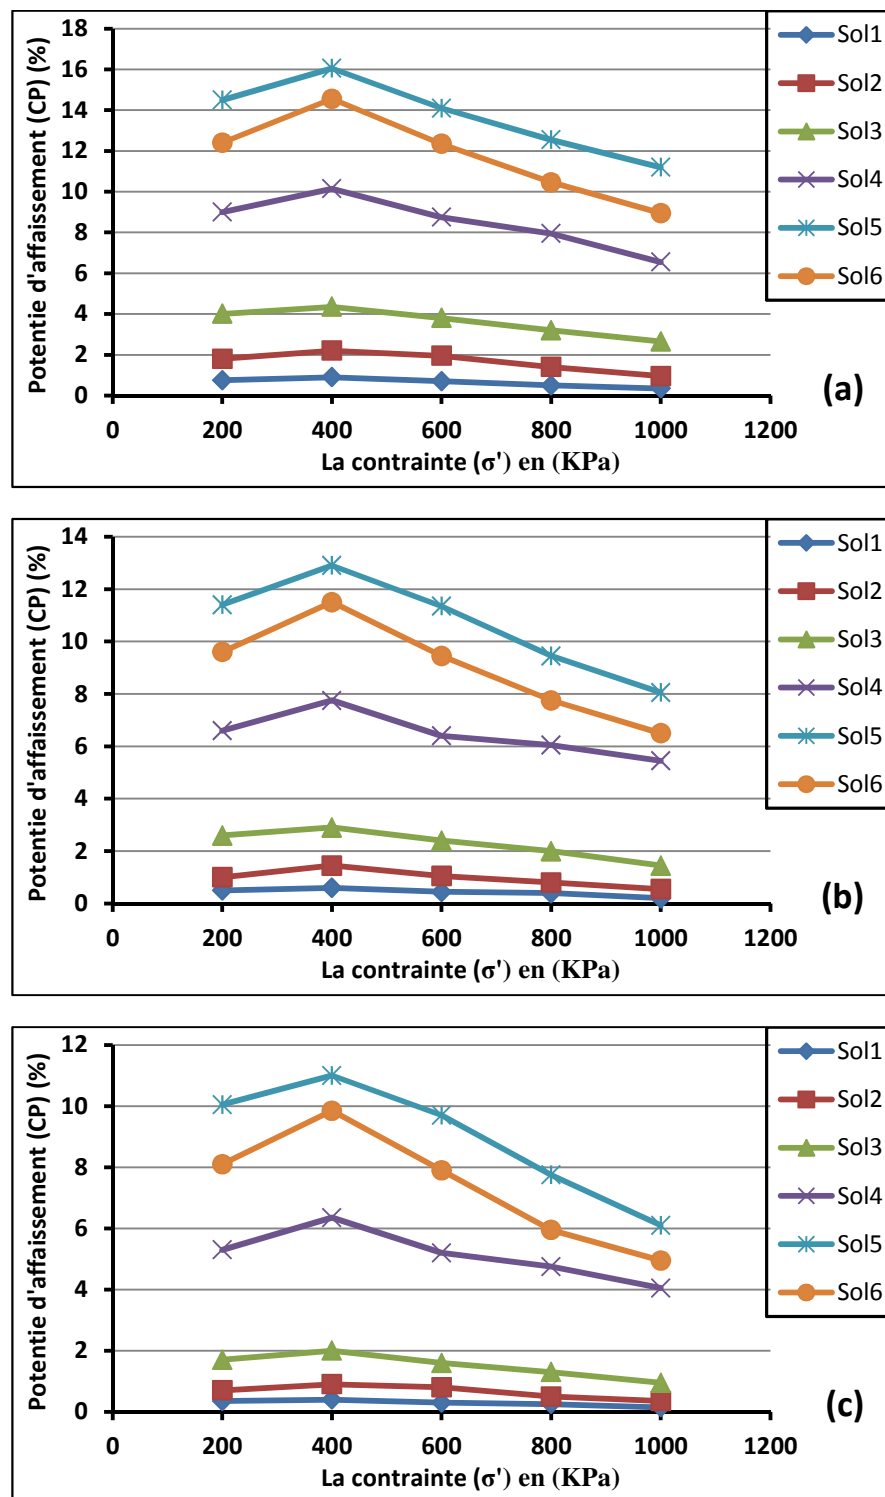 Potentie d'affaissement (CP) (%)
18
16
14
12
10
8
6
4
2
0
0 200 400 600 800 1000 1200
La contrainte (σ') en (KPa)
Sol1
Sol2
Sol3
Sol4
Sol5
Sol6
(a)
Potentie d'affaissement (CP) (%)
14
12
10
8
6
4
2
0
0 200 400 600 800 1000 1200
La contrainte (σ') en (KPa)
Sol1
Sol2
Sol3
Sol4
Sol5
Sol6
(b)
Potentie d'affaissement (CP) (%)
12
10
8
6
4
2
0
0 200 400 600 800 1000 1200
La contrainte (σ') en (KPa)
Sol1
Sol2
Sol3
Sol4
Sol5
Sol6
(c)